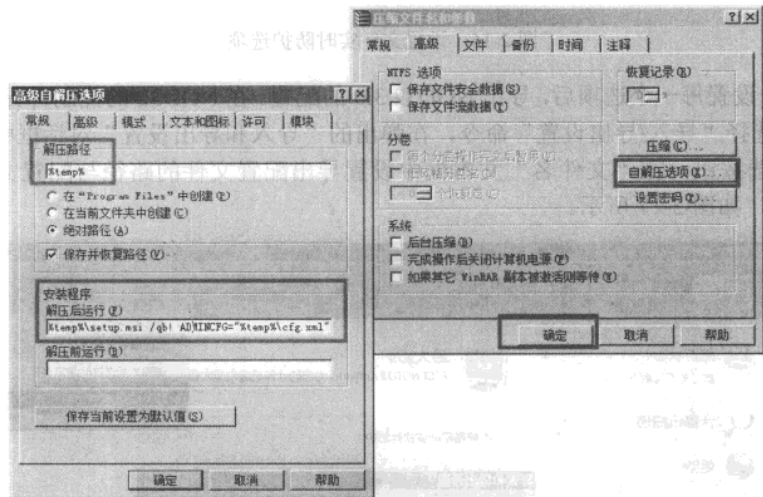 实时防护选项
压缩文件名和参数
常规 高级 文件 备份 时间 注释
NTFS 选项
保存文件安全数据(S)
保存文件流数据(T)
恢复记录(R)
分卷
压缩(C)...
自解压选项(X)...
设置密码(P)...
系统
后台压缩(B)
完成操作后关闭计算机电源(F)
如果其它 WinRAR 副本被激活则等待(W)
确定 取消 帮助
高级自解压选项
常规 高级 模式 文本和图标 许可 模块
解压路径
%temp%
在“Program Files”中创建(P)
在当前文件夹中创建(C)
绝对路径(A)
保存并恢复路径(V)
安装程序
解压后运行(F)
%temp%\setup.msi /qb! ADMINCFG="%temp%\cfg.xml"
解压前运行(B)
保存当前设置为默认值(S)
确定 取消 帮助